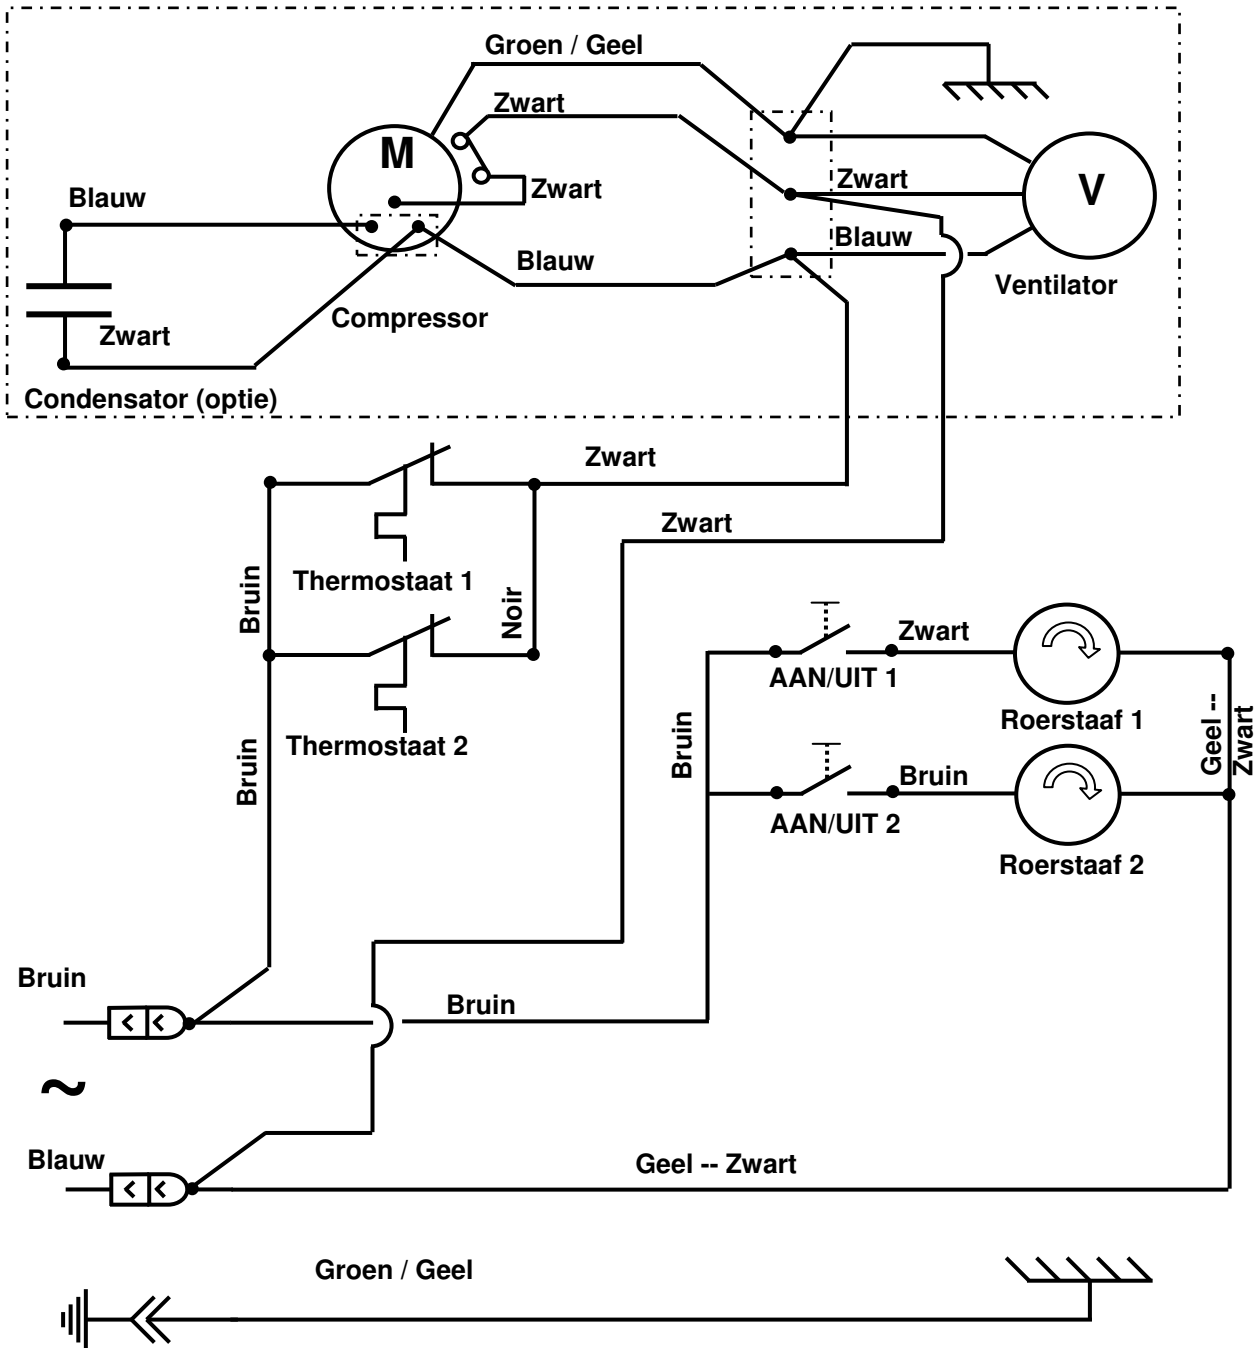 Groen / Geel
Zwart
M
Zwart
Zwart
V
Blauw
Blauw
Blauw
Ventilator
Compressor
Zwart
Condensator (optie)
Zwart
Zwart
Bruin
Thermostaat 1
Noir
Zwart
AAN/UIT 1
Roerstaaf 1
Geel --
Zwart
Bruin
Thermostaat 2
Bruin
Bruin
AAN/UIT 2
Roerstaaf 2
Bruin
Bruin
~
Blauw
Geel -- Zwart
Groen / Geel